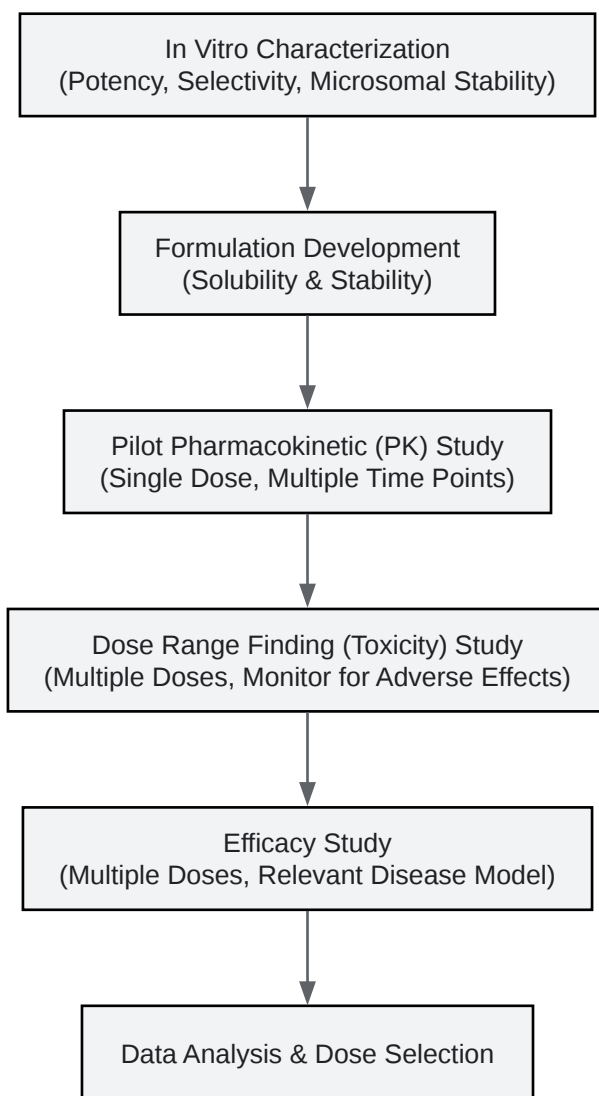 In Vitro Characterization
(Potency, Selectivity, Microsomal Stability)
Formulation Development
(Solubility & Stability)
Pilot Pharmacokinetic (PK) Study
(Single Dose, Multiple Time Points)
Dose Range Finding (Toxicity) Study
(Multiple Doses, Monitor for Adverse Effects)
Efficacy Study
(Multiple Doses, Relevant Disease Model)
Data Analysis & Dose Selection